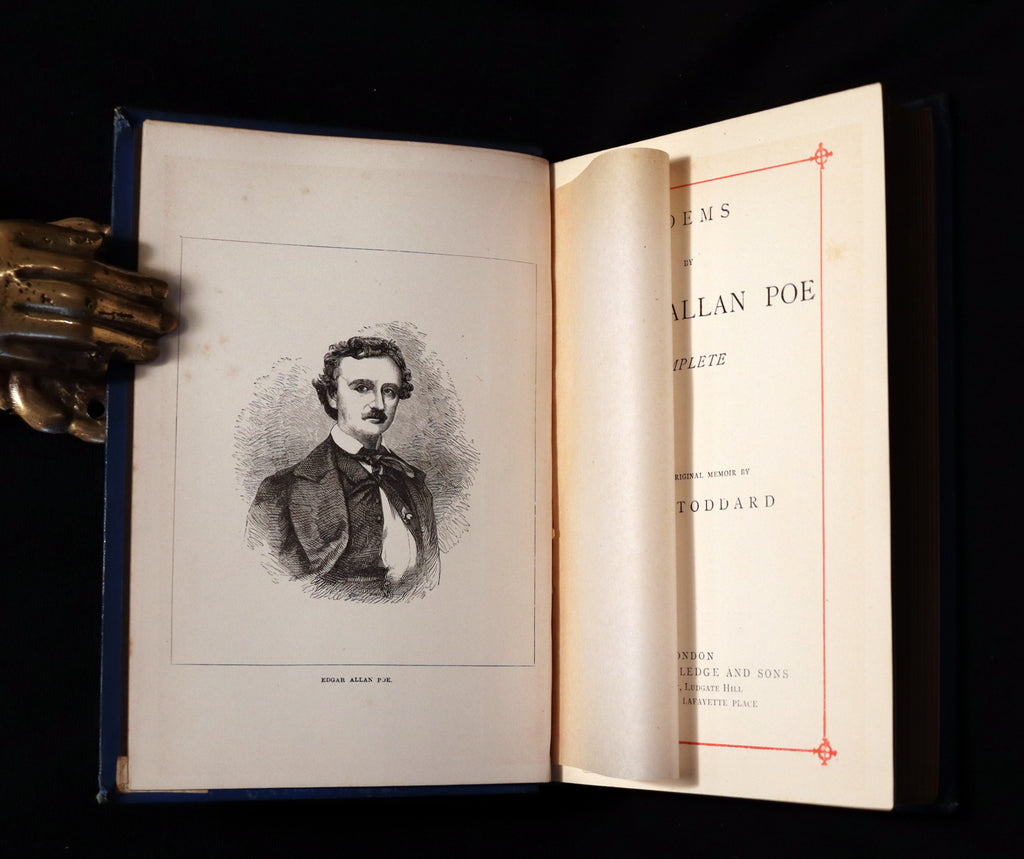 EDGAR ALLAN POE.
OEMS
BY
ALLAN POE
MPLETE
RIGINAL MEMOIR BY
TODDARD
ONDON
LEDGE AND SONS
, LUDGATE HILL
LAFAYETTE PLACE